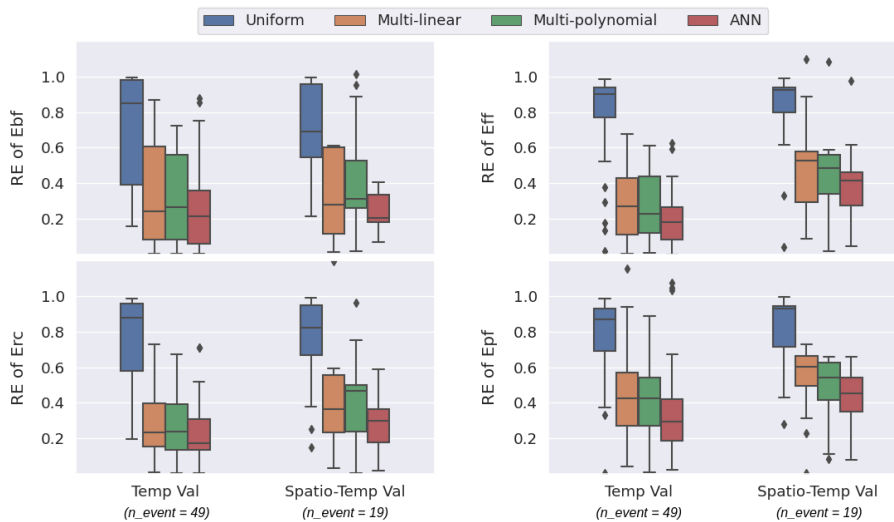 Uniform Multi-linear Multi-polynomial ANN
RE of Ebf
1.0
0.8
0.6
0.4
0.2
RE of Eff
1.0
0.8
0.6
0.4
0.2
RE of Erc
1.0
0.8
0.6
0.4
0.2
RE of Epf
1.0
0.8
0.6
0.4
0.2
Temp Val Spatio-Temp Val
(n_event = 49) (n_event = 19)
Temp Val Spatio-Temp Val
(n_event = 49) (n_event = 19)